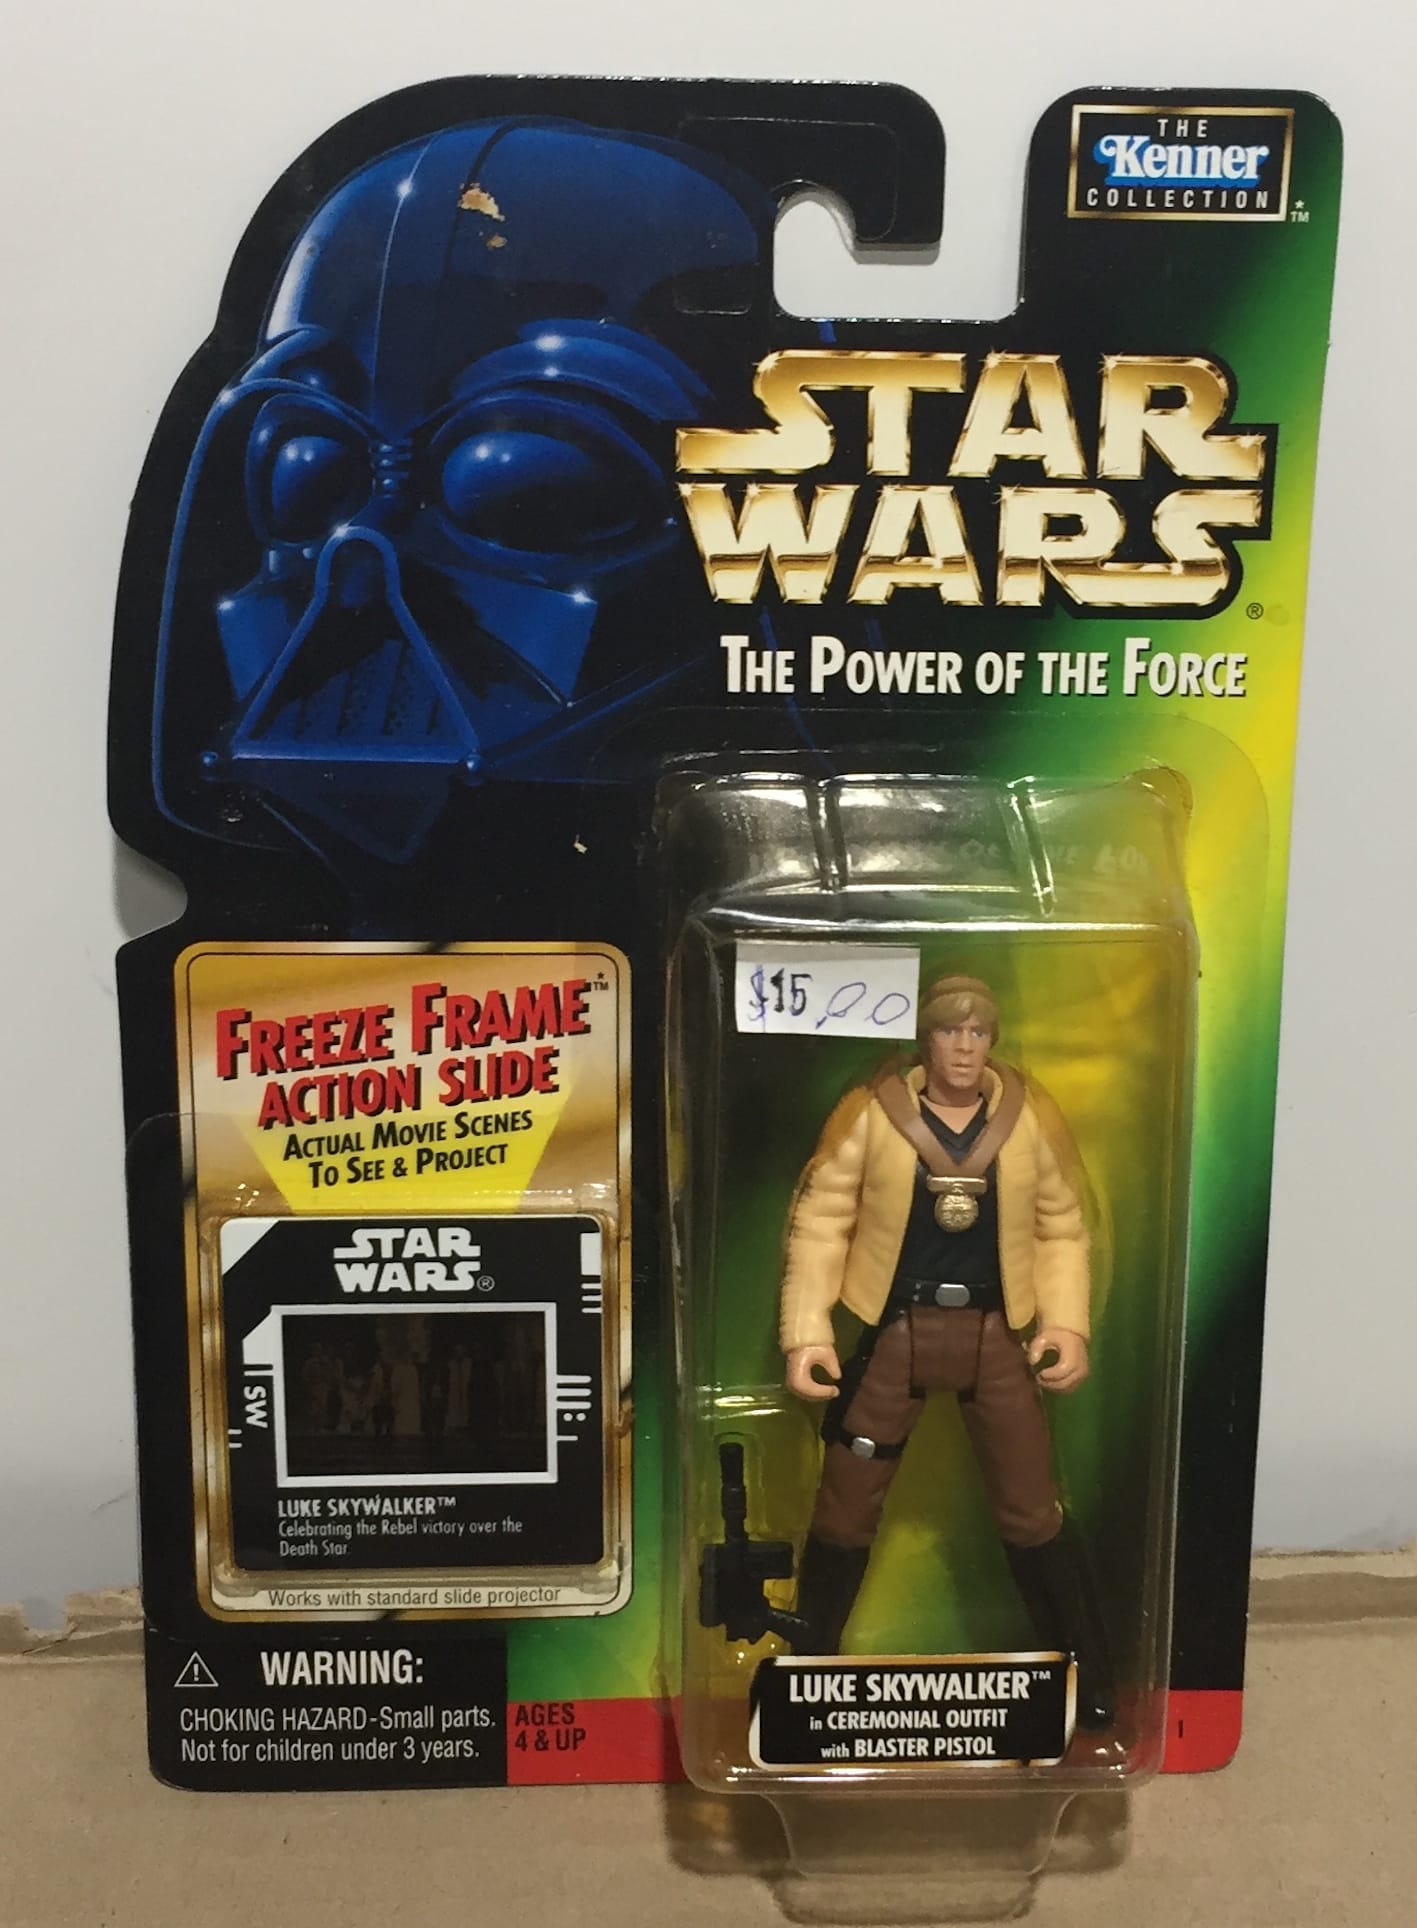 THE
Kenner
COLLECTION
*
TM
STAR
WARS
®
THE POWER OF THE FORCE
$15.00
FREEZE FRAME™*
ACTION SLIDE
ACTUAL MOVIE SCENES
TO SEE & PROJECT
STAR
WARS®
SW
LUKE SKYWALKER™
Celebrating the Rebel victory over the
Death Star
Works with standard slide projector
WARNING:
CHOKING HAZARD-Small parts.
Not for children under 3 years.
AGES
4 & UP
LUKE SKYWALKER™
in CEREMONIAL OUTFIT
with BLASTER PISTOL
1